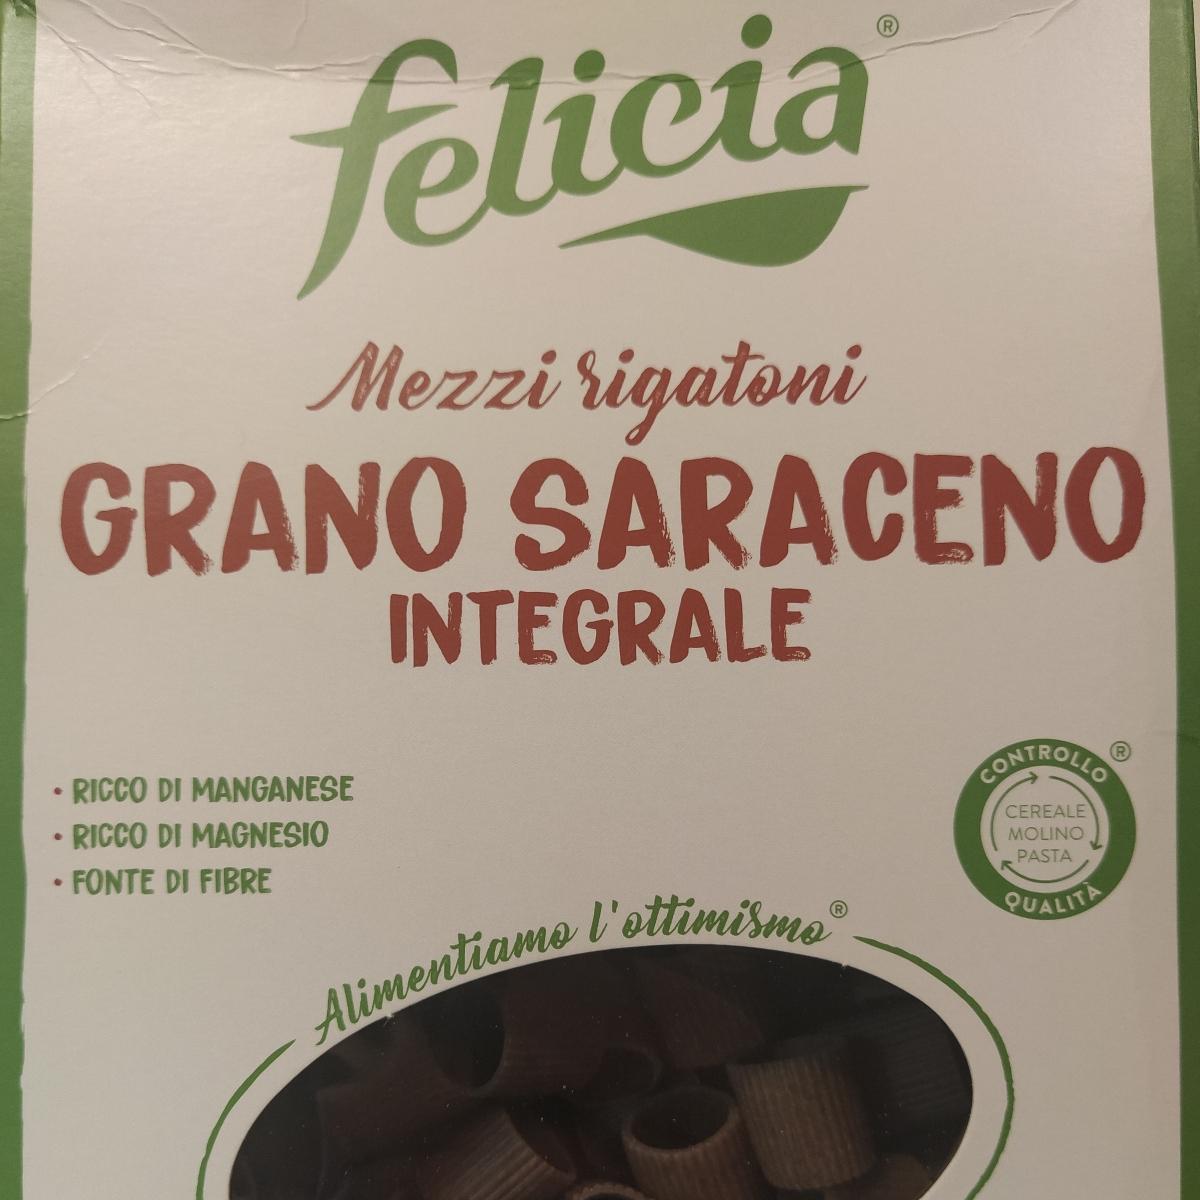 felicia®
Mezzi rigatoni
GRANO SARACENO
INTEGRALE
• RICCO DI MANGANESE
• RICCO DI MAGNESIO
• FONTE DI FIBRE
CONTROLLO ®
CEREALE
MOLINO
PASTA
QUALITÀ
Alimentiamo l'ottimismo®